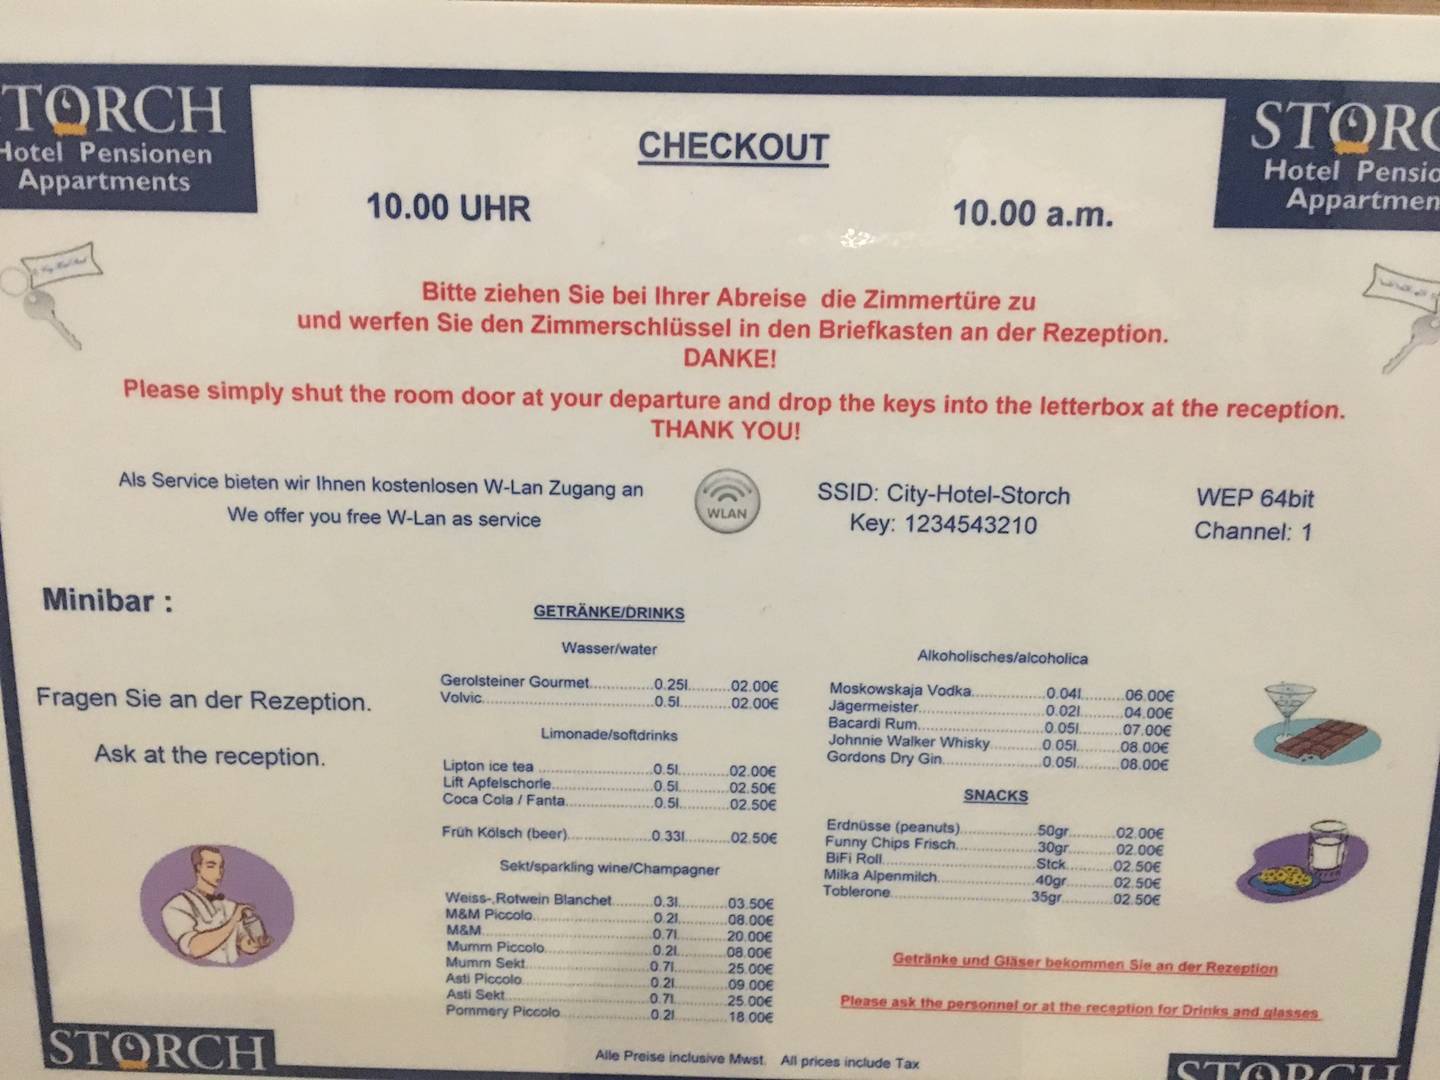 TORCH
Hotel Pensionen
Appartments
STORC
Hotel Pensio
Appartmen
CHECKOUT
10.00 UHR
10.00 a.m.
Bitte ziehen Sie bei Ihrer Abreise die Zimmertüre zu
und werfen Sie den Zimmerschlüssel in den Briefkasten an der Rezeption.
DANKE!
Please simply shut the room door at your departure and drop the keys into the letterbox at the reception.
THANK YOU!
Als Service bieten wir Ihnen kostenlosen W-Lan Zugang an
We offer you free W-Lan as service
WLAN
SSID: City-Hotel-Storch
Key: 1234543210
WEP 64bit
Channel: 1
Minibar :
Fragen Sie an der Rezeption.
Ask at the reception.
GETRÄNKE/DRINKS
Wasser/water
Gerolsteiner Gourmet..............0.25l..........02.00€
Volvic.......................................0.5l............02.00€
Limonade/softdrinks
Lipton ice tea ..........................0.5l............02.00€
Lift Apfelschorle.......................0.5l............02.50€
Coca Cola / Fanta....................0.5l............02.50€
Früh Kölsch (beer)...................0.33l..........02.50€
Sekt/sparkling wine/Champagner
Weiss-,Rotwein Blanchet.........0.3l............03.50€
M&M Piccolo...........................0.2l............08.00€
M&M........................................0.7l............20.00€
Mumm Piccolo........................0.2l............08.00€
Mumm Sekt............................0.7l............25.00€
Asti Piccolo.............................0.2l............09.00€
Asti Sekt.................................0.7l............25.00€
Pommery Piccolo....................0.2l............18.00€
Alkoholisches/alcoholica
Moskowskaja Vodka................0.04l..........06.00€
Jägermeister............................0.02l..........04.00€
Bacardi Rum............................0.05l..........07.00€
Johnnie Walker Whisky............0.05l..........08.00€
Gordons Dry Gin......................0.05l..........08.00€
SNACKS
Erdnüsse (peanuts).................50gr...........02.00€
Funny Chips Frisch..................30gr...........02.00€
BiFi Roll...................................Stck...........02.50€
Milka Alpenmilch......................40gr...........02.50€
Toblerone................................35gr...........02.50€
Getränke und Gläser bekommen Sie an der Rezeption
Please ask the personnel or at the reception for Drinks and glasses
Alle Preise inclusive Mwst. All prices include Tax
STORCH
STORCH